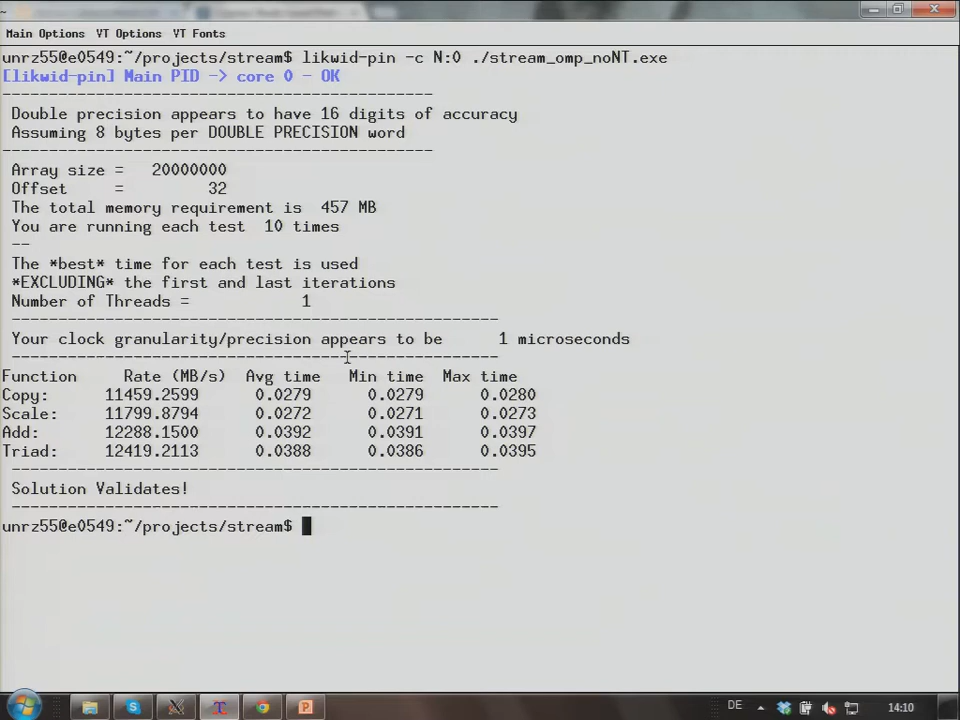 Main Options  VT Options  VT Fonts
unrz55@e0549:~/projects/stream$ likwid-pin -c N:0 ./stream_omp_noNT.exe
[likwid-pin] Main PID -> core 0 - OK
----------------------------------------------
Double precision appears to have 16 digits of accuracy
Assuming 8 bytes per DOUBLE PRECISION word
----------------------------------------------
Array size =   20000000
Offset     =         32
The total memory requirement is  457 MB
You are running each test  10 times
--
The *best* time for each test is used
*EXCLUDING* the first and last iterations
Number of Threads =            1
----------------------------------------------------
Your clock granularity/precision appears to be      1 microseconds
----------------------------------------------------
Function     Rate (MB/s)  Avg time   Min time  Max time
Copy:      11459.2599      0.0279      0.0279      0.0280
Scale:     11799.8794      0.0272      0.0271      0.0273
Add:       12288.1500      0.0392      0.0391      0.0397
Triad:     12419.2113      0.0388      0.0386      0.0395
----------------------------------------------------
Solution Validates!
----------------------------------------------------
unrz55@e0549:~/projects/stream$
DE 14:10